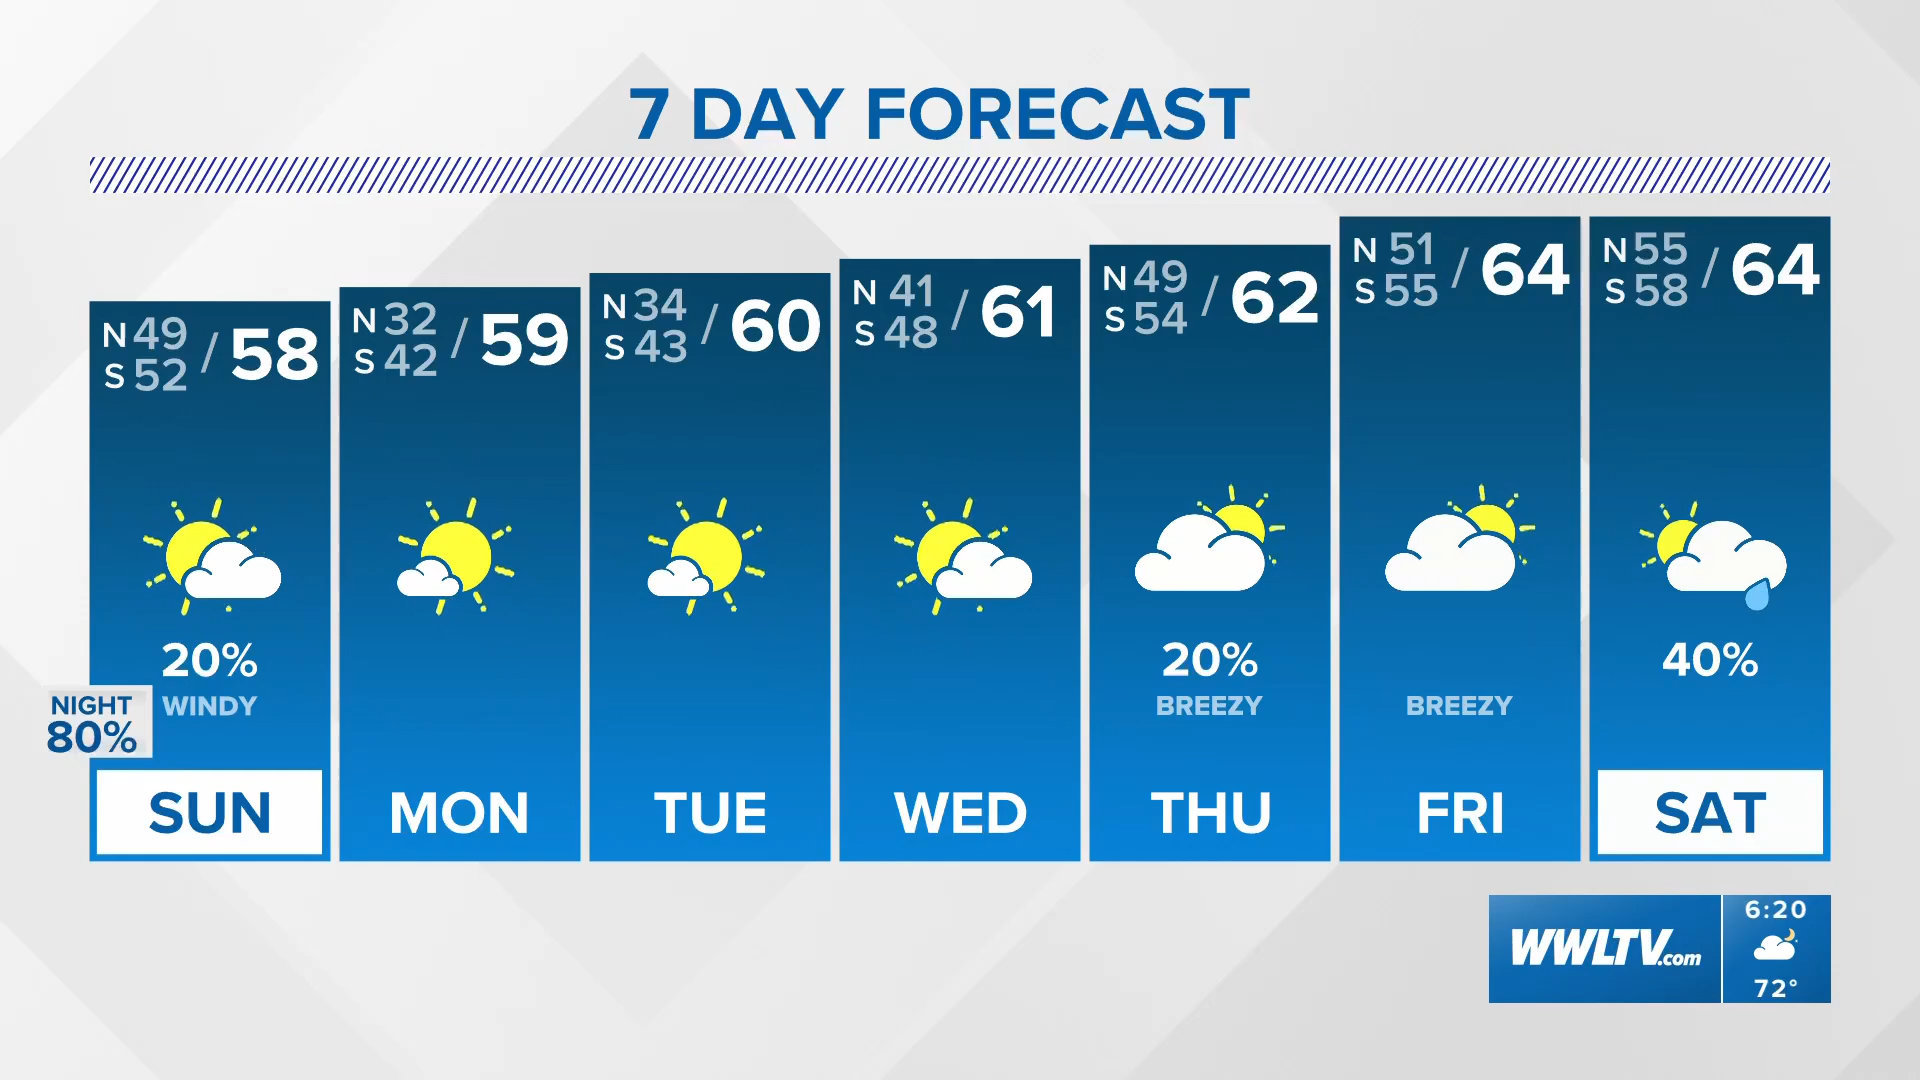 7 DAY FORECAST
N 49
S 52
/ 58
20%
WINDY
NIGHT
80%
SUN
N 32
S 42
/ 59
MON
N 34
S 43
/ 60
TUE
N 41
S 48
/ 61
WED
N 49
S 54
/ 62
20%
BREEZY
THU
N 51
S 55
/ 64
BREEZY
FRI
N 55
S 58
/ 64
40%
SAT
WWLTV.com
6:20
72°